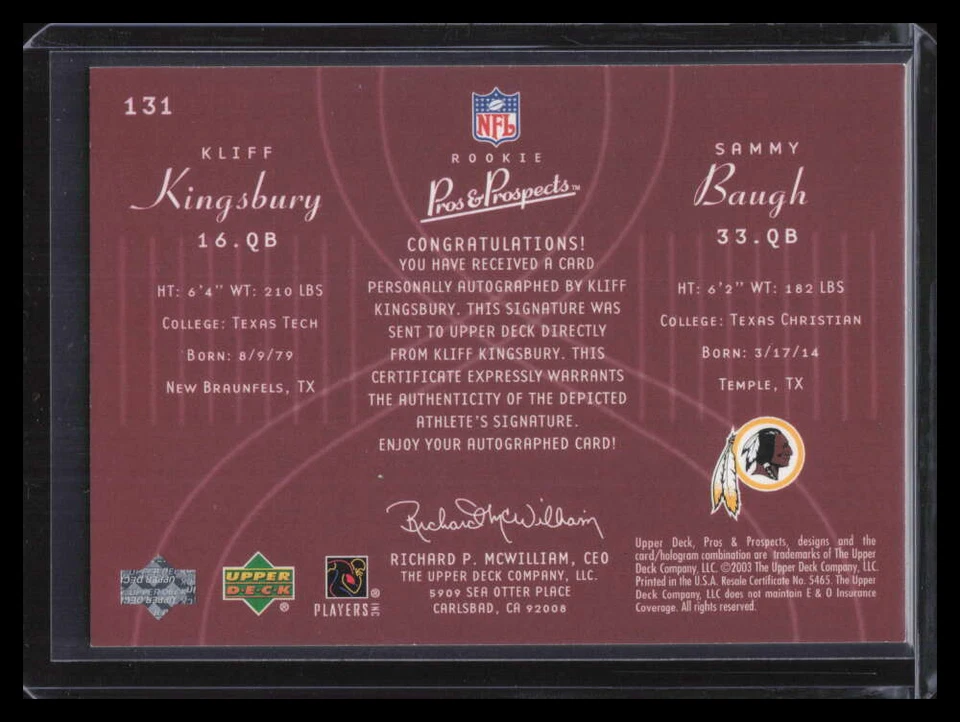 131
KLIFF
Kingsbury
16.QB
HT: 6'4" WT: 210 LBS
COLLEGE: TEXAS TECH
BORN: 8/9/79
NEW BRAUNFELS, TX
NFL
ROOKIE
Pros & Prospects™
CONGRATULATIONS!
YOU HAVE RECEIVED A CARD
PERSONALLY AUTOGRAPHED BY KLIFF
KINGSBURY. THIS SIGNATURE WAS
SENT TO UPPER DECK DIRECTLY
FROM KLIFF KINGSBURY. THIS
CERTIFICATE EXPRESSLY WARRANTS
THE AUTHENTICITY OF THE DEPICTED
ATHLETE'S SIGNATURE.
ENJOY YOUR AUTOGRAPHED CARD!
Richard McWilliam
RICHARD P. MCWILLIAM, CEO
THE UPPER DECK COMPANY, LLC.
5909 SEA OTTER PLACE
CARLSBAD, CA 92008
SAMMY
Baugh
33.QB
HT: 6'2" WT: 182 LBS
COLLEGE: TEXAS CHRISTIAN
BORN: 3/17/14
TEMPLE, TX
UPPER DECK
UPPER
DECK
®
PLAYERS INC
®
Upper Deck, Pros & Prospects, designs and the
card/hologram combination are trademarks of The Upper
Deck Company, LLC. ©2003 The Upper Deck Company, LLC.
Printed in the U.S.A. Resale Certificate No. 5465. The Upper
Deck Company, LLC does not maintain E & O Insurance
Coverage. All rights reserved.